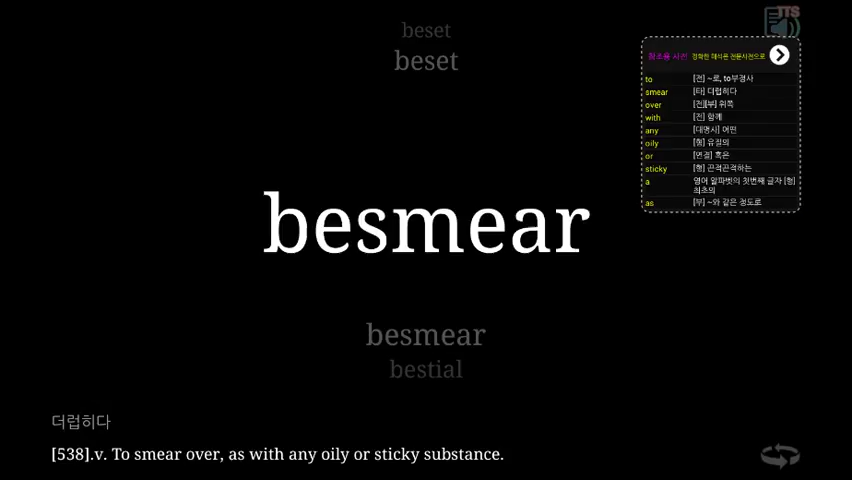 beset
beset
TTS
참조용 사전 정확한 해석은 전문사전으로
to [전] ~로, to부정사
smear [타] 더럽히다
over [전][부] 위쪽
with [전] 함께
any [대명사] 어떤
oily [형] 유질의
or [연결] 혹은
sticky [형] 끈적끈적하는
a 영어 알파벳의 첫번째 글자 [형]
최초의
as [부] ~와 같은 정도로
besmear
besmear
bestial
더럽히다
[538].v. To smear over, as with any oily or sticky substance.